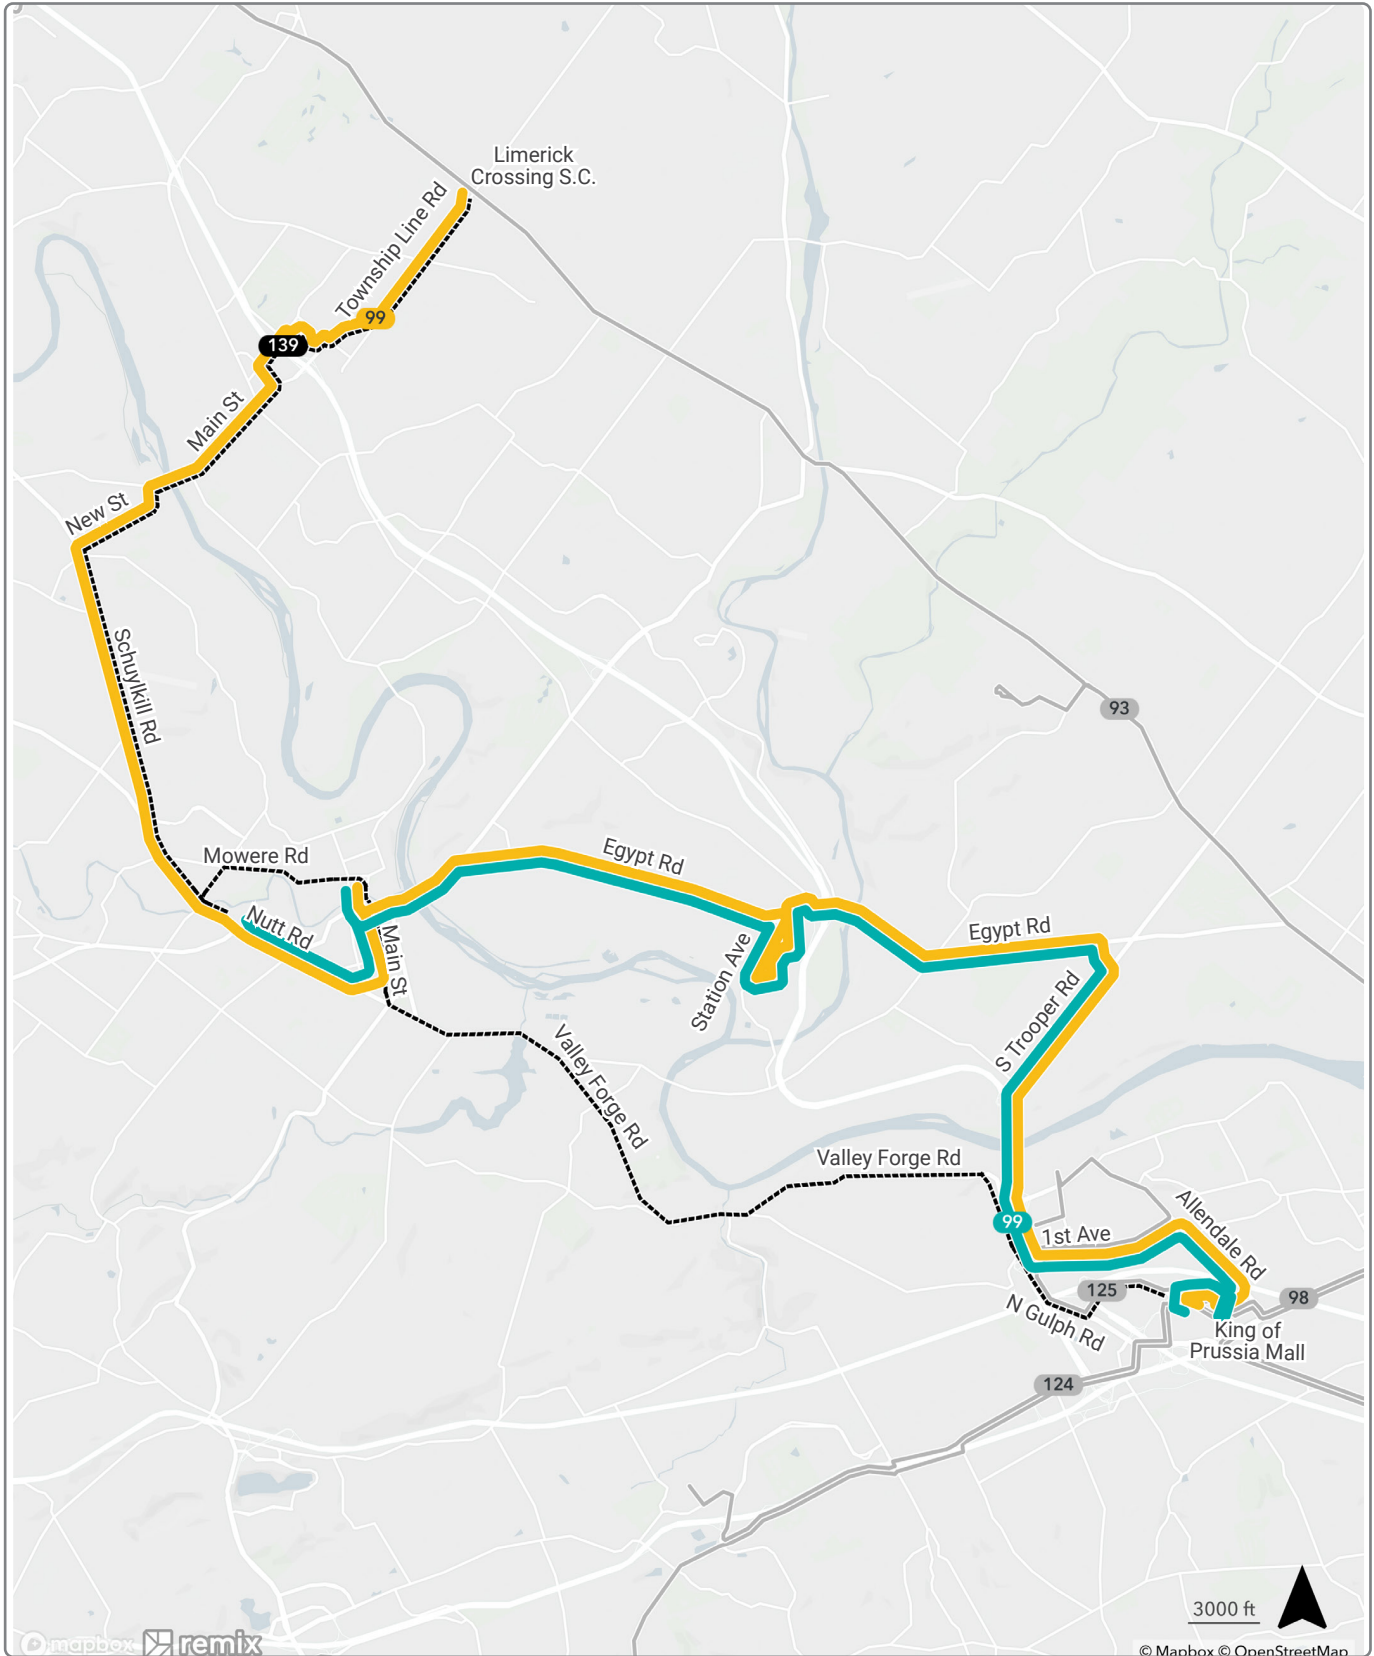 Limerick
Crossing S.C.
Township Line Rd
99
139
Main St
New St
Schuylkill Rd
93
Mowere Rd
Egypt Rd
Nutt Rd
Main St
Egypt Rd
Station Ave
S Trooper Rd
Valley Forge Rd
Valley Forge Rd
Allendale Rd
99
1st Ave
125
98
N Gulph Rd
King of
Prussia Mall
124
3000 ft
mapbox
remix
© Mapbox © OpenStreetMap